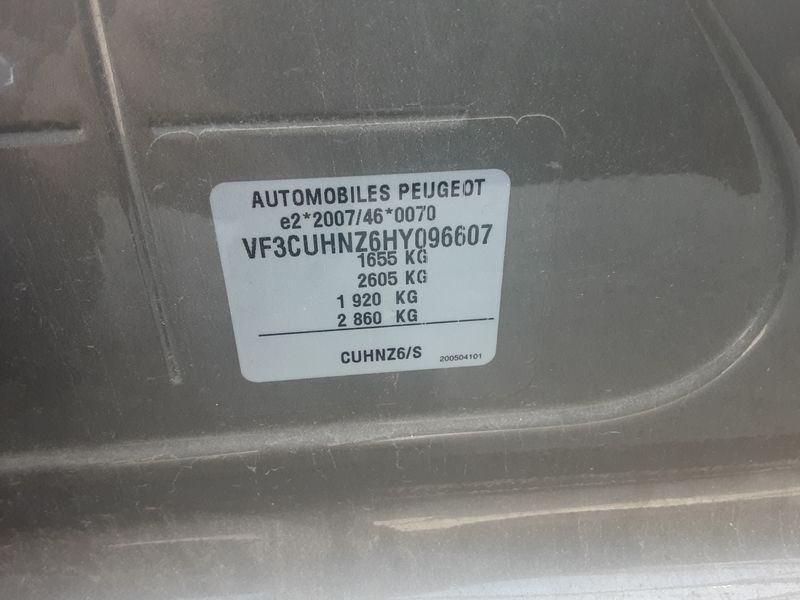 AUTOMOBILES PEUGEOT
e2*2007/46*0070
VF3CUHNZ6HY096607
1655 KG
2605 KG
1 920 KG
2 860 KG
CUHNZ6/S 200504101